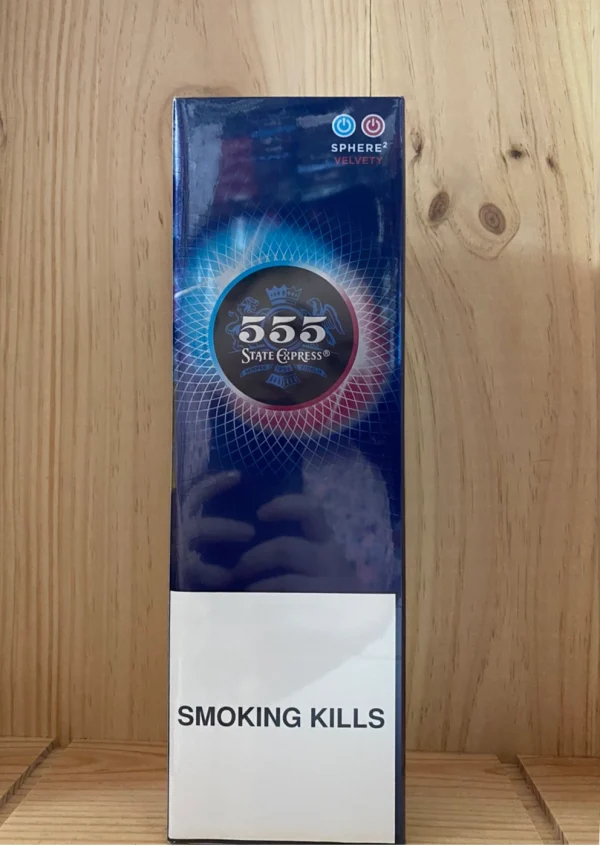 SPHERE²
VELVETY
555
STATE EXPRESS®
SMOKING KILLS